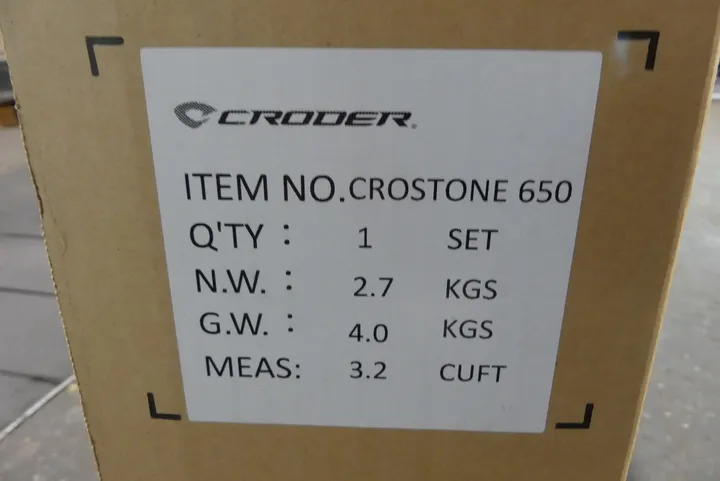 CRODER.
ITEM NO.CROSTONE 650
Q'TY : 1 SET
N.W. : 2.7 KGS
G.W. : 4.0 KGS
MEAS: 3.2 CUFT